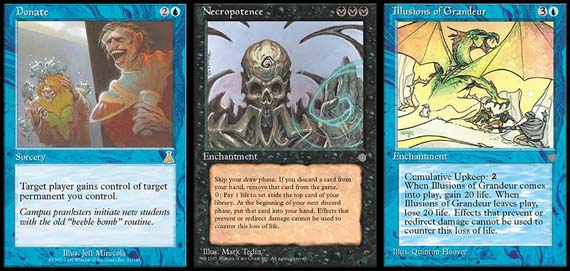 Donate 2
Sorcery
Target player gains control of target
permanent you control.
Campus pranksters initiate new students
with the old "beeble bomb" routine.
Illus. Jeff Miracola
Necropotence
Enchantment
Skip your draw phase. If you discard a card from
your hand, remove that card from the game.
0: Pay 1 life to set aside the top card of your
library. At the beginning of your next discard
phase, put that card into your hand. Effects that
prevent or redirect damage cannot be used to
counter this loss of life.
Illus. Mark Tedin
Illusions of Grandeur 3
Enchantment
Cumulative Upkeep: 2
When Illusions of Grandeur comes
into play, gain 20 life. When
Illusions of Grandeur leaves play,
lose 20 life. Effects that prevent or
redirect damage cannot be used to
counter this loss of life.
Illus. Quinton Hoover